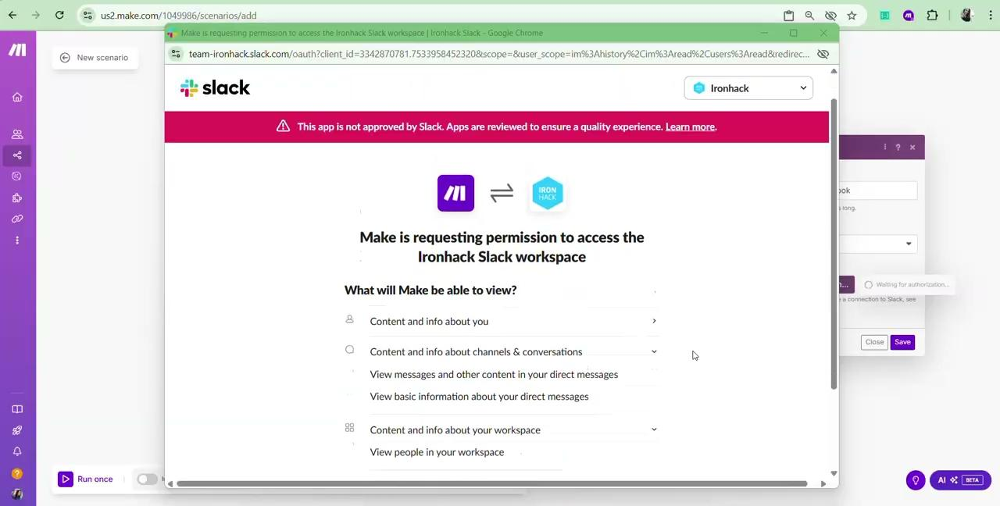 us2.make.com/1049986/scenarios/add
Make is requesting permission to access the Ironhack Slack workspace | Ironhack Slack - Google Chrome
New scenario
team-ironhack.slack.com/oauth?client_id=3342870781.7533958452320&scope=&user_scope=im%3Ahistory%2Cim%3Aread%2Cusers%3Aread&redirec...
slack
Ironhack
This app is not approved by Slack. Apps are reviewed to ensure a quality experience. Learn more.
IRON
HACK
ook
s long.
Make is requesting permission to access the
Ironhack Slack workspace
n...
Waiting for authorization...
What will Make be able to view?
e a connection to Slack, see
Content and info about you
Close
Save
Content and info about channels & conversations
View messages and other content in your direct messages
View basic information about your direct messages
Content and info about your workspace
View people in your workspace
Run once
AI
BETA